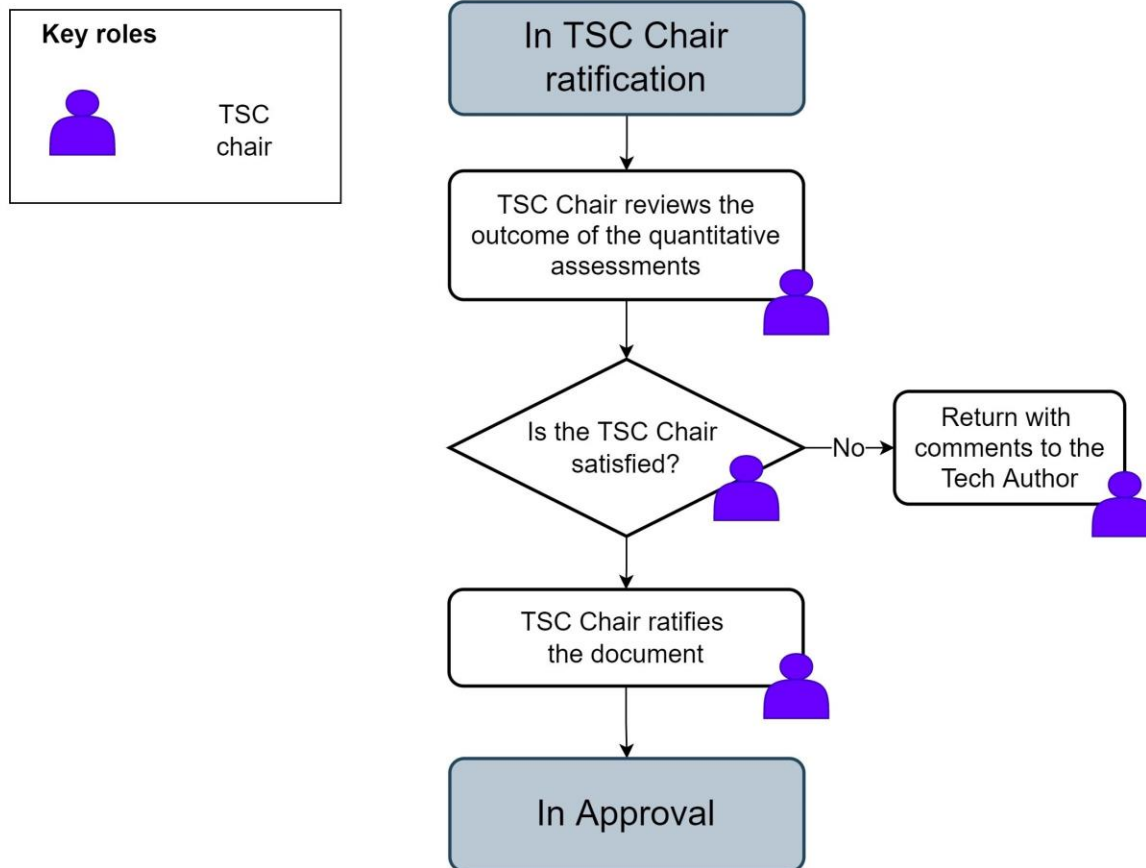 Key roles
TSC
chair
In TSC Chair
ratification
TSC Chair reviews the
outcome of the quantitative
assessments
Is the TSC Chair
satisfied?
No
Return with
comments to the
Tech Author
TSC Chair ratifies
the document
In Approval